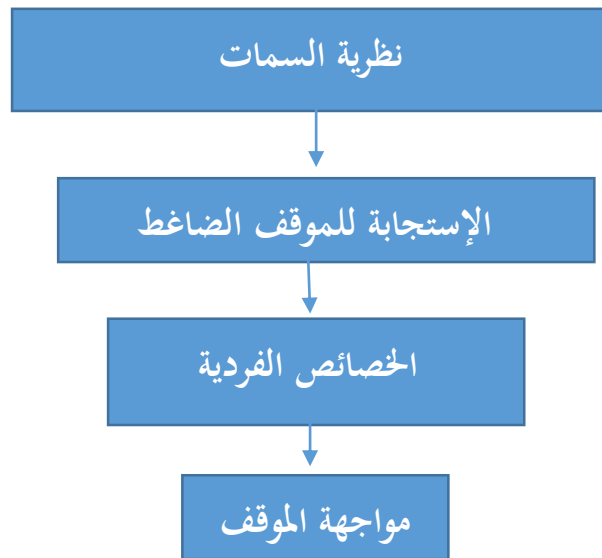 نظرية السمات
الإستجابة للموقف الضاغط
الخصائص الفردية
مواجهة الموقف